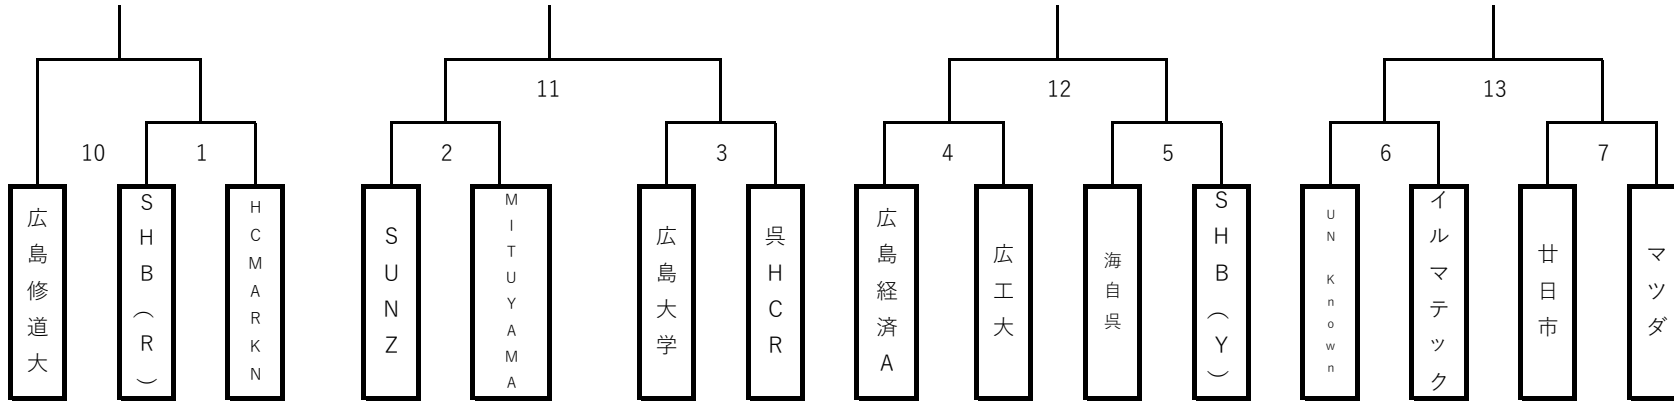 11
12
13
10
1
2
3
4
5
6
7
広島修道大
SHB（R）
HCMARKN
SUNZ
MITUYAMA
広島大学
呉HCR
広島経済A
広工大
海自呉
SHB（Y）
UN Known
イルマテック
廿日市
マツダ